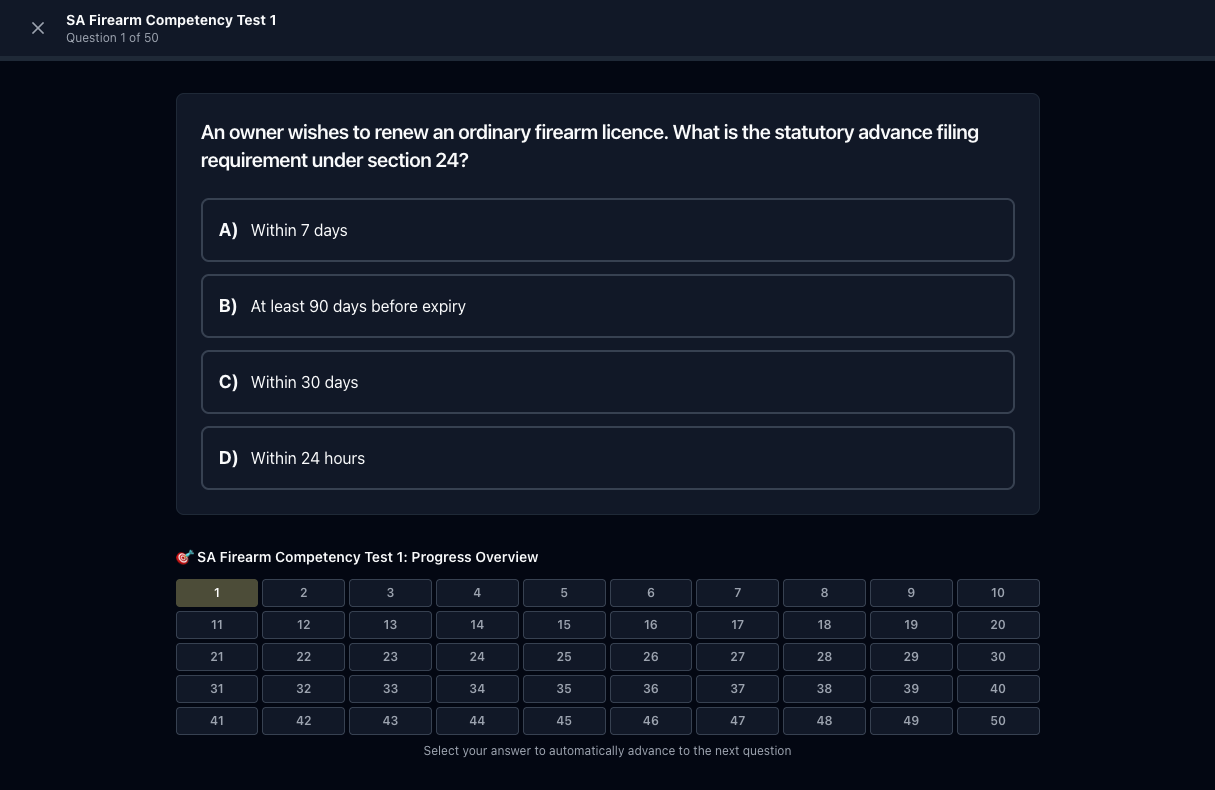 SA Firearm Competency Test 1
Question 1 of 50
An owner wishes to renew an ordinary firearm licence. What is the statutory advance filing
requirement under section 24?
A) Within 7 days
B) At least 90 days before expiry
C) Within 30 days
D) Within 24 hours
🎯 SA Firearm Competency Test 1: Progress Overview
1 2 3 4 5 6 7 8 9 10
11 12 13 14 15 16 17 18 19 20
21 22 23 24 25 26 27 28 29 30
31 32 33 34 35 36 37 38 39 40
41 42 43 44 45 46 47 48 49 50
Select your answer to automatically advance to the next question